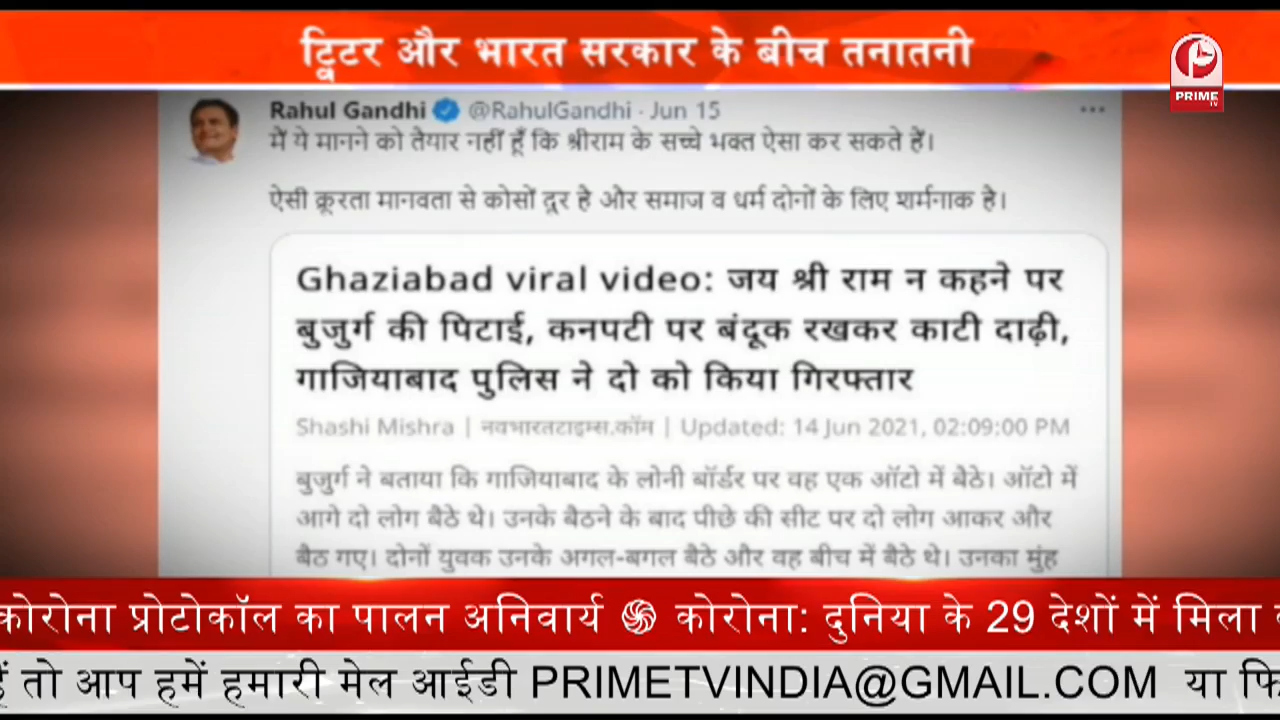 ट्विटर और भारत सरकार के बीच तनातनी
PRIME
TV
Rahul Gandhi @RahulGandhi · Jun 15
में ये मानने को तैयार नहीं हूँ कि श्रीराम के सच्चे भक्त ऐसा कर सकते हैं।
ऐसी क्रूरता मानवता से कोसों दूर है और समाज व धर्म दोनों के लिए शर्मनाक है।
Ghaziabad viral video: जय श्री राम न कहने पर
बुजुर्ग की पिटाई, कनपटी पर बंदूक रखकर काटी दाढ़ी,
गाजियाबाद पुलिस ने दो को किया गिरफ्तार
Shashi Mishra | नवभारतटाइम्स.कॉम | Updated: 14 Jun 2021, 02:09:00 PM
बुजुर्ग ने बताया कि गाजियाबाद के लोनी बॉर्डर पर वह एक ऑटो में बैठे। ऑटो में
आगे दो लोग बैठे थे। उनके बैठने के बाद पीछे की सीट पर दो लोग आकर और
बैठ गए। दोनों युवक उनके अगल-बगल बैठे और वह बीच में बैठे थे। उनका मुंह
कोरोना प्रोटोकॉल का पालन अनिवार्य कोरोना: दुनिया के 29 देशों में मिला
तो आप हमें हमारी मेल आईडी PRIMETVINDIA@GMAIL.COM या